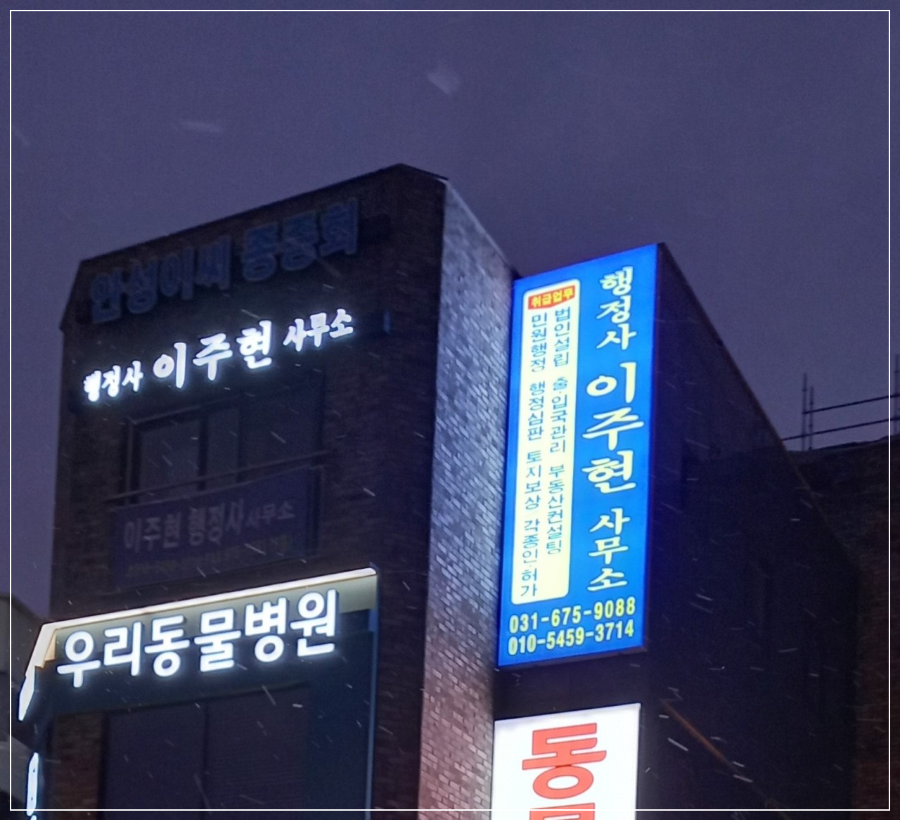 안성이씨 종중회
행정사 이주현 사무소
이주현 행정사 사무소
우리동물병원
행정사 이주현 사무소
취급업무
법인설립 출·입국관리 부동산컨설팅
민원행정 행정심판 토지보상 각종인·허가
031-675-9088
010-5459-3714
동